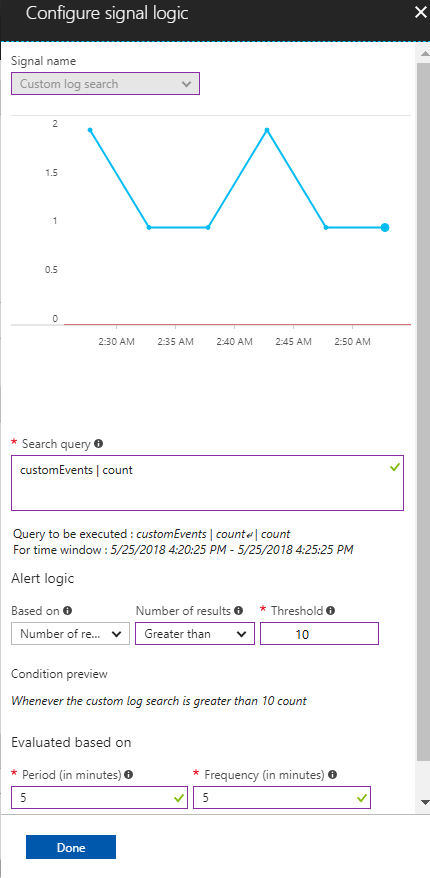 Configure signal logic
Signal name
Custom log search
2
1.5
1
0.5
0
2:30 AM 2:35 AM 2:40 AM 2:45 AM 2:50 AM
* Search query
customEvents | count
Query to be executed : customEvents | count↲ | count
For time window : 5/25/2018 4:20:25 PM - 5/25/2018 4:25:25 PM
Alert logic
Based on Number of results * Threshold
Number of re... Greater than 10
Condition preview
Whenever the custom log search is greater than 10 count
Evaluated based on
* Period (in minutes) * Frequency (in minutes)
5 5
Done